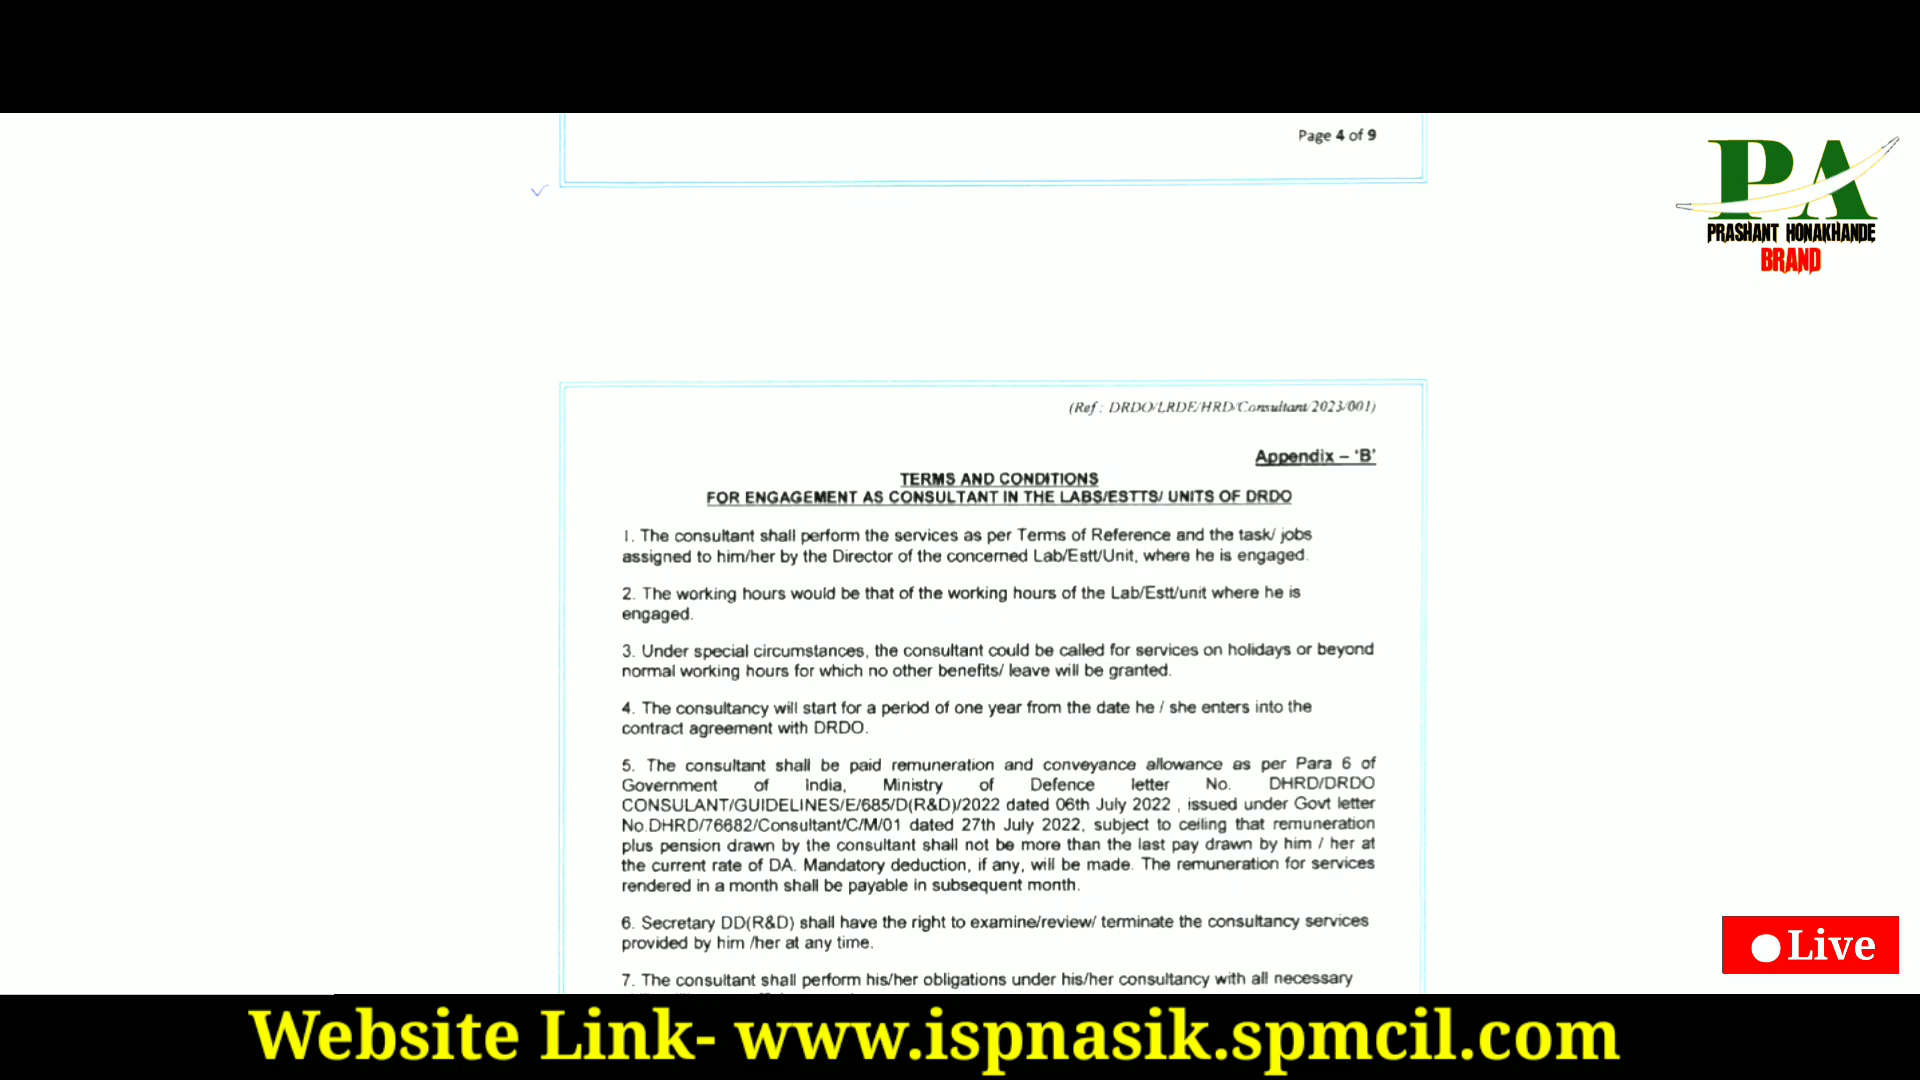 Page 4 of 9
PA
PRASHANT HONAKHANDE
BRAND
(Ref : DRDO/LRDE/HRD/Consultant/2023/001)
Appendix – ‘B’
TERMS AND CONDITIONS
FOR ENGAGEMENT AS CONSULTANT IN THE LABS/ESTTS/ UNITS OF DRDO
1. The consultant shall perform the services as per Terms of Reference and the task/ jobs
assigned to him/her by the Director of the concerned Lab/Estt/Unit, where he is engaged.
2. The working hours would be that of the working hours of the Lab/Estt/unit where he is
engaged.
3. Under special circumstances, the consultant could be called for services on holidays or beyond
normal working hours for which no other benefits/ leave will be granted.
4. The consultancy will start for a period of one year from the date he / she enters into the
contract agreement with DRDO.
5. The consultant shall be paid remuneration and conveyance allowance as per Para 6 of
Government of India, Ministry of Defence letter No. DHRD/DRDO
CONSULANT/GUIDELINES/E/685/D(R&D)/2022 dated 06th July 2022 , issued under Govt letter
No.DHRD/76682/Consultant/C/M/01 dated 27th July 2022, subject to ceiling that remuneration
plus pension drawn by the consultant shall not be more than the last pay drawn by him / her at
the current rate of DA. Mandatory deduction, if any, will be made. The remuneration for services
rendered in a month shall be payable in subsequent month.
6. Secretary DD(R&D) shall have the right to examine/review/ terminate the consultancy services
provided by him /her at any time.
7. The consultant shall perform his/her obligations under his/her consultancy with all necessary
Live
Website Link- www.ispnasik.spmcil.com